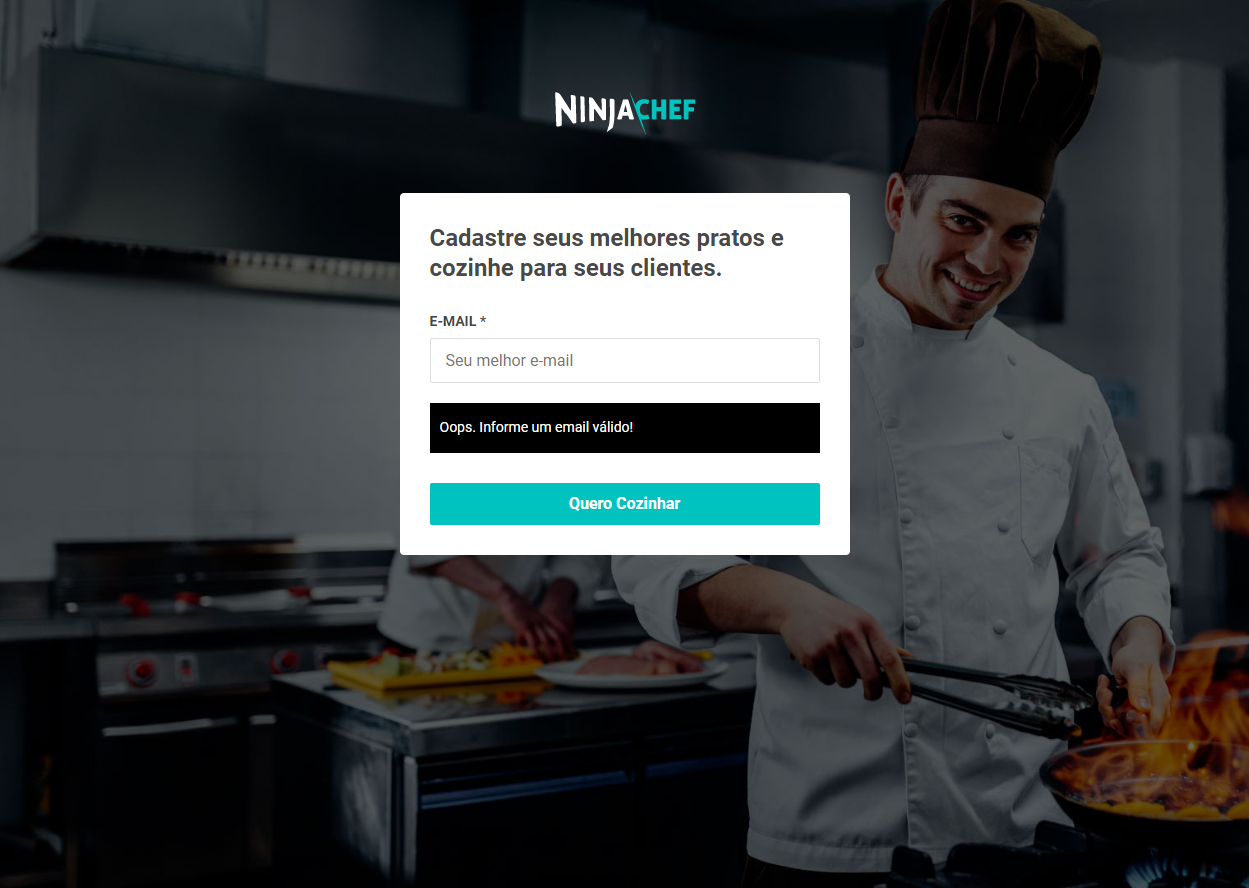 NINJACHEF
Cadastre seus melhores pratos e
cozinhe para seus clientes.
E-MAIL *
Seu melhor e-mail
Oops. Informe um email válido!
Quero Cozinhar